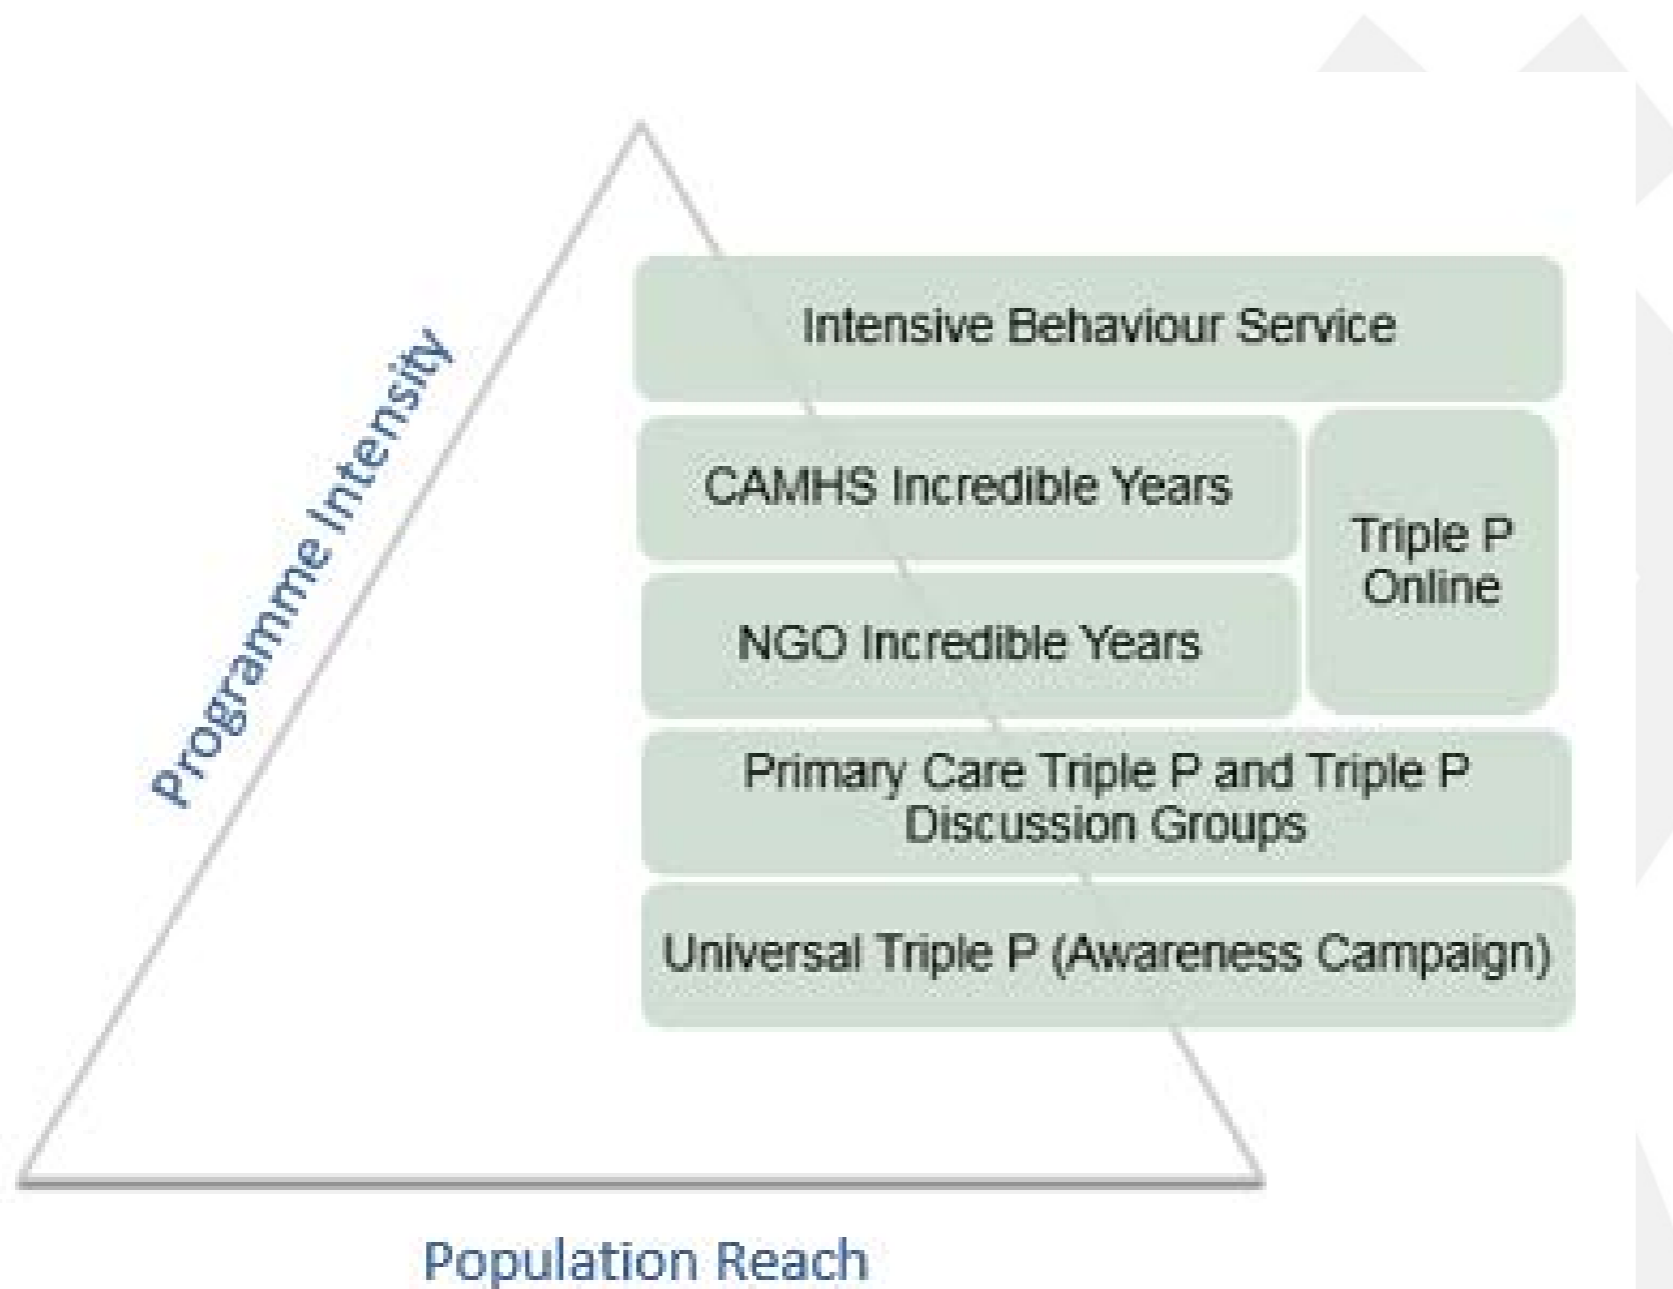 Programme Intensity
Intensive Behaviour Service
CAMHS Incredible Years
NGO Incredible Years
Triple P
Online
Primary Care Triple P and Triple P
Discussion Groups
Universal Triple P (Awareness Campaign)
Population Reach